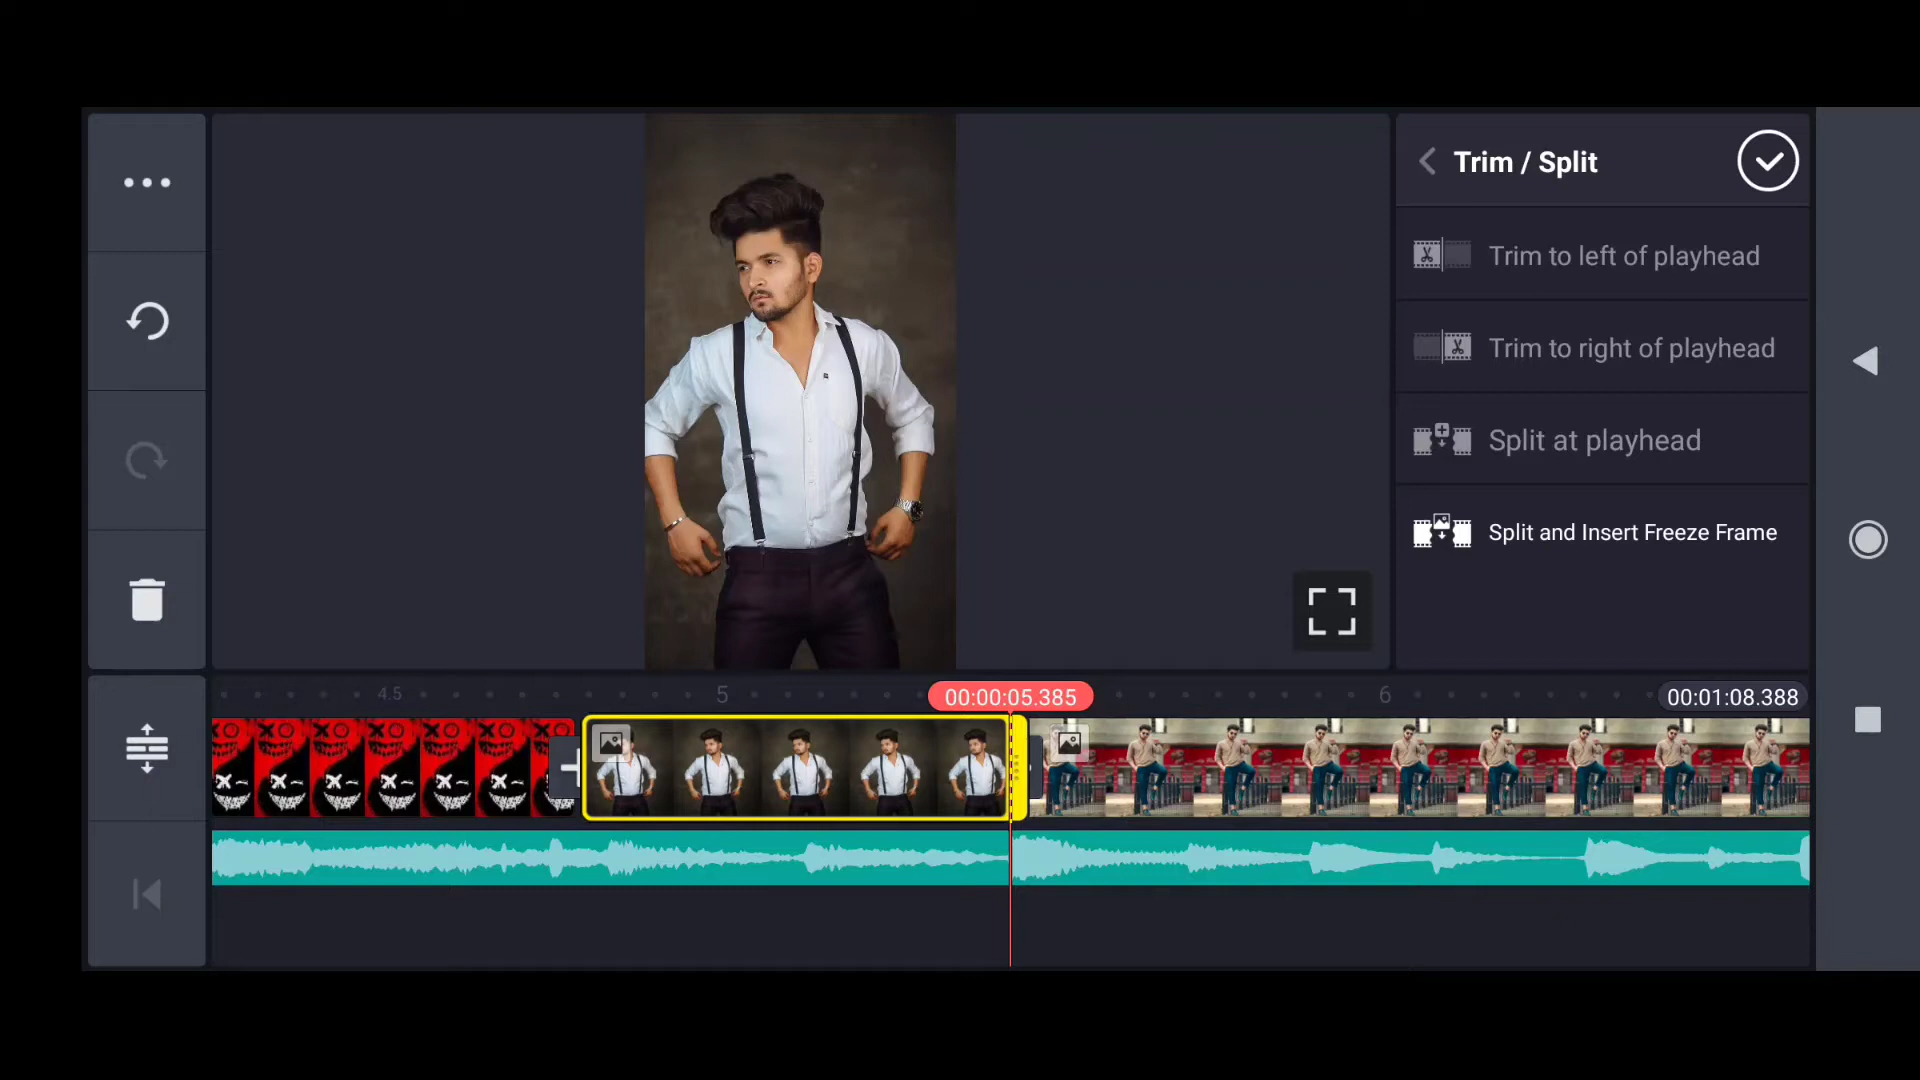 Trim / Split
Trim to left of playhead
Trim to right of playhead
Split at playhead
Split and Insert Freeze Frame
4.5
5
00:00:05.385
6
00:01:08.388